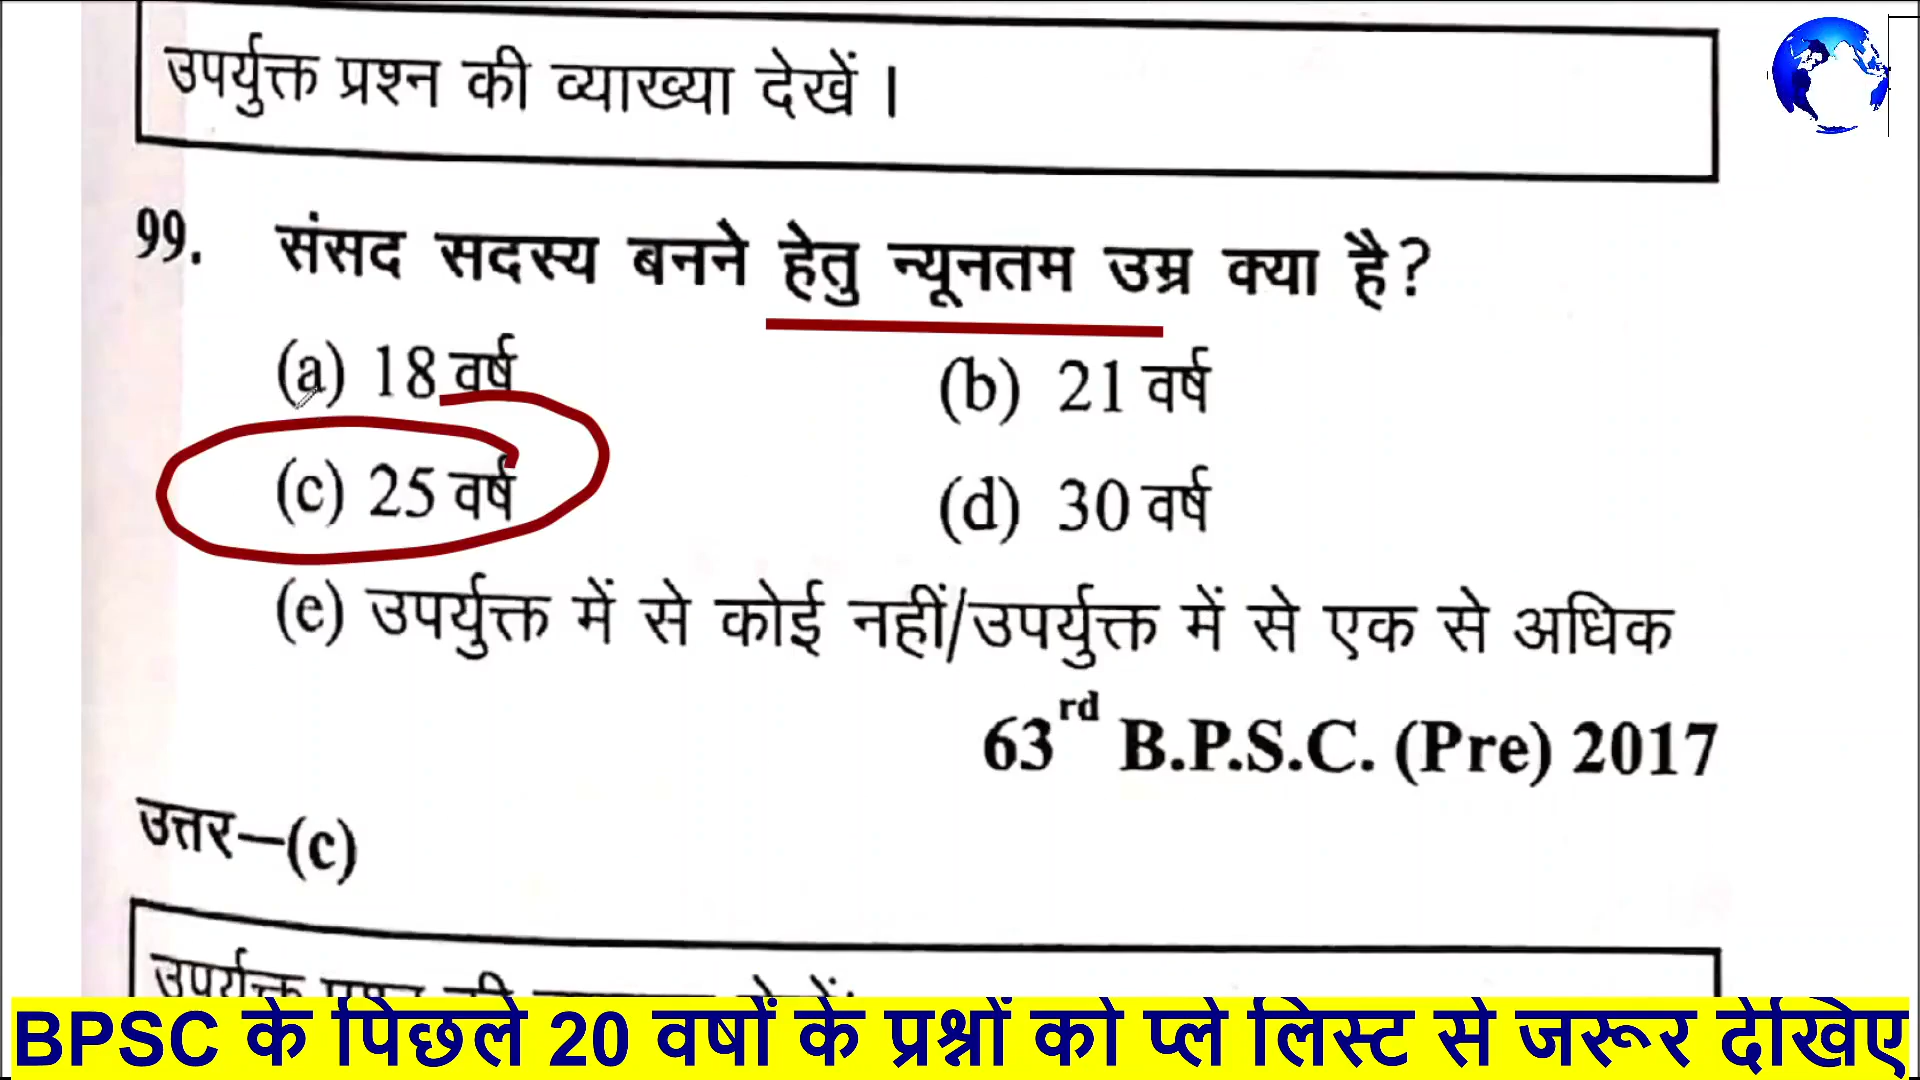 उपर्युक्त प्रश्न की व्याख्या देखें ।
99. संसद सदस्य बनने हेतु न्यूनतम उम्र क्या है?
(a) 18 वर्ष (b) 21 वर्ष
(c) 25 वर्ष (d) 30 वर्ष
(e) उपर्युक्त में से कोई नहीं/उपर्युक्त में से एक से अधिक
63rd B.P.S.C. (Pre) 2017
उत्तर—(c)
BPSC के पिछले 20 वर्षों के प्रश्नों को प्ले लिस्ट से जरूर देखिए